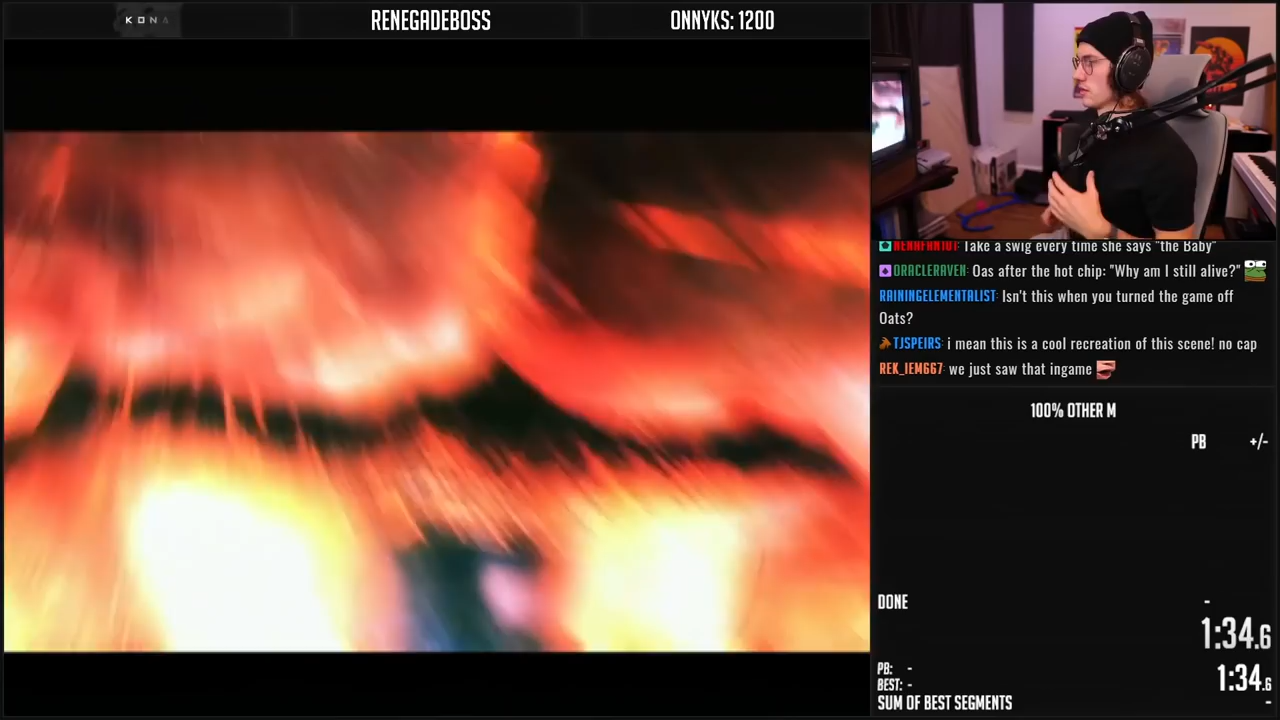 KONA
RENEGADEBOSS
ONNYKS: 1200
Take a swig every time she says "the Baby"
ORACLERAVEN: Oas after the hot chip: "Why am I still alive?"
RAININGELEMENTALIST: Isn't this when you turned the game off
Oats?
TJSPEIRS: i mean this is a cool recreation of this scene! no cap
REK_IEM667: we just saw that ingame
100% OTHER M
PB +/-
DONE -
1:34.6
PB: - 1:34.6
BEST: -
SUM OF BEST SEGMENTS -